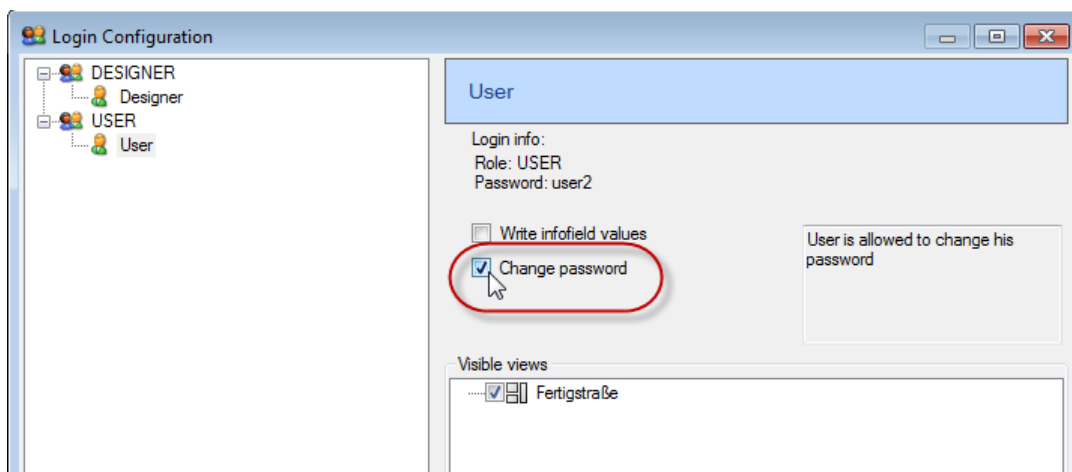 Login Configuration
DESIGNER
Designer
USER
User
User
Login info:
Role: USER
Password: user2
Write infofield values
Change password
User is allowed to change his
password
Visible views
Fertigstraße